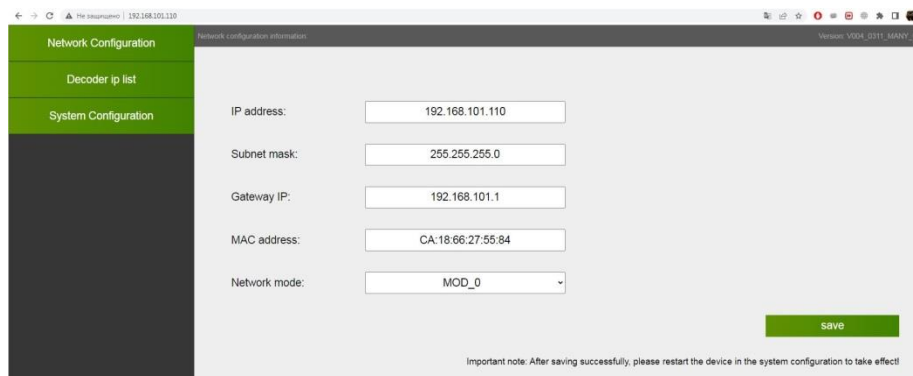 Не защищено | 192.168.101.110
Network configuration information:
Version: V004_0311_MANY_
Network Configuration
Decoder ip list
System Configuration
IP address:
192.168.101.110
Subnet mask:
255.255.255.0
Gateway IP:
192.168.101.1
MAC address:
CA:18:66:27:55:84
Network mode:
MOD_0
save
Important note: After saving successfully, please restart the device in the system configuration to take effect!